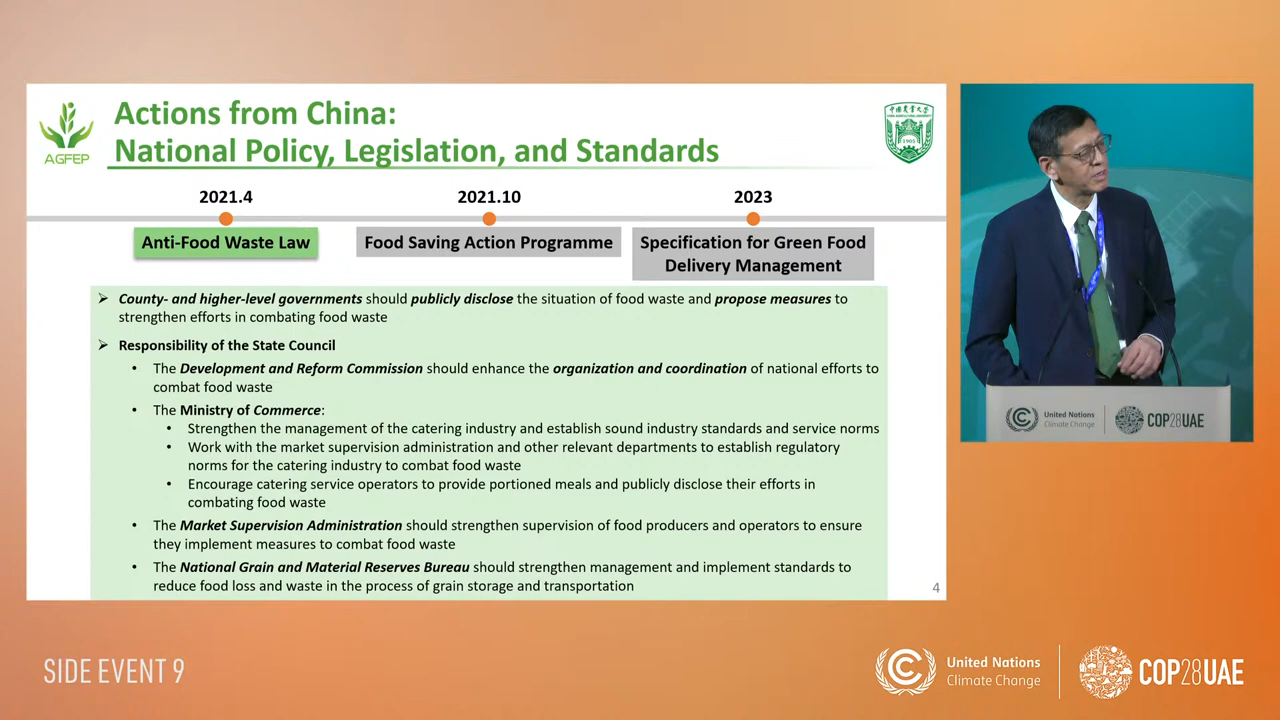 Actions from China:
National Policy, Legislation, and Standards
AGFEP
中国农业大学
1905
2021.4
2021.10
2023
Anti-Food Waste Law
Food Saving Action Programme
Specification for Green Food
Delivery Management
➢ County- and higher-level governments should publicly disclose the situation of food waste and propose measures to
strengthen efforts in combating food waste
➢ Responsibility of the State Council
• The Development and Reform Commission should enhance the organization and coordination of national efforts to
combat food waste
• The Ministry of Commerce:
• Strengthen the management of the catering industry and establish sound industry standards and service norms
• Work with the market supervision administration and other relevant departments to establish regulatory
norms for the catering industry to combat food waste
• Encourage catering service operators to provide portioned meals and publicly disclose their efforts in
combating food waste
• The Market Supervision Administration should strengthen supervision of food producers and operators to ensure
they implement measures to combat food waste
• The National Grain and Material Reserves Bureau should strengthen management and implement standards to
reduce food loss and waste in the process of grain storage and transportation
4
United Nations
Climate Change
COP28UAE
SIDE EVENT 9
United Nations
Climate Change
COP28UAE